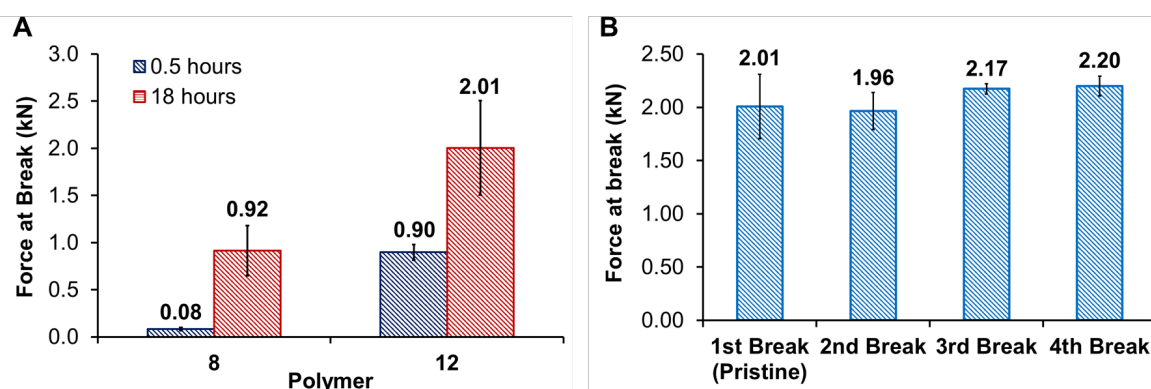 A
3.0
2.5
2.0
1.5
1.0
0.5
0.0
Force at Break (kN)
0.5 hours
18 hours
0.08
0.92
0.90
2.01
8
12
Polymer
B
2.50
2.00
1.50
1.00
0.50
0.00
Force at break (kN)
2.01
1.96
2.17
2.20
1st Break 2nd Break 3rd Break 4th Break
(Pristine)